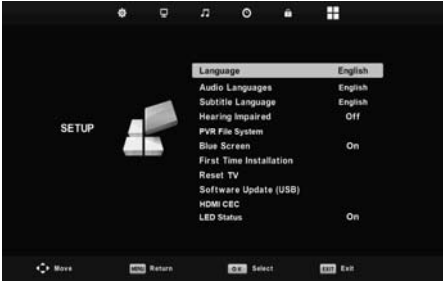 Language English
Audio Languages English
Subtitle Language English
Hearing Impaired Off
PVR File System
SETUP
Blue Screen On
First Time Installation
Reset TV
Software Update (USB)
HDMI CEC
LED Status On
Move MENU Return OK Select EXIT Exit